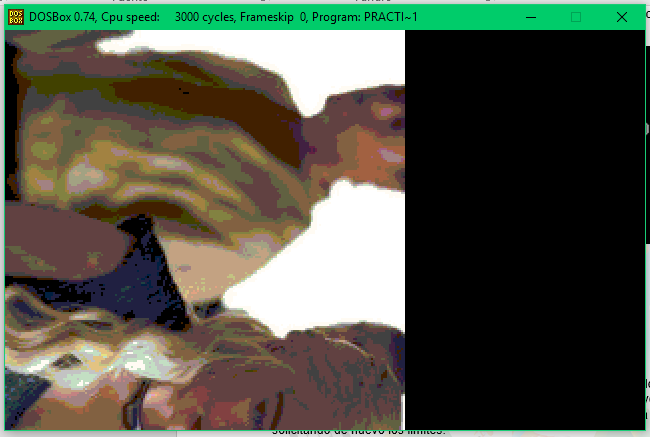 DOSBox 0.74, Cpu speed: 3000 cycles, Frameskip 0, Program: PRACTI~1
solicitando de nuevo los límites.